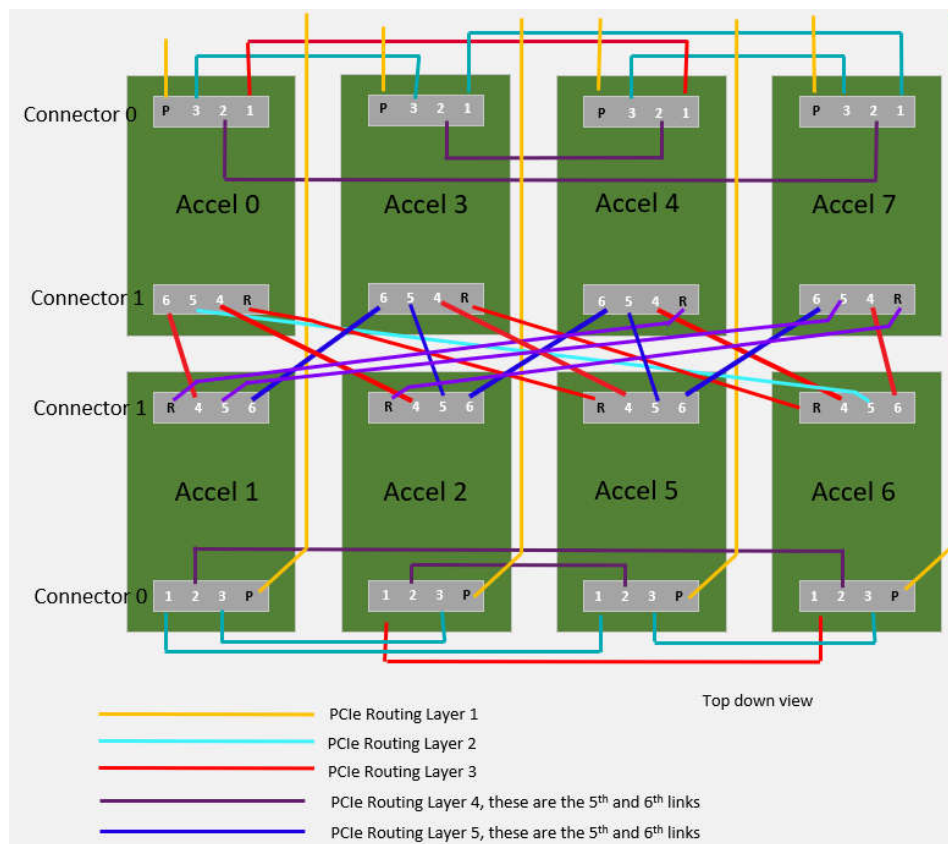 Connector 0
P 3 2 1
P 3 2 1
P 3 2 1
P 3 2 1
Accel 0
Accel 3
Accel 4
Accel 7
Connector 1
6 5 4 R
6 5 4 R
6 5 4 R
6 5 4 R
Connector 1
R 4 5 6
R 4 5 6
R 4 5 6
R 4 5 6
Accel 1
Accel 2
Accel 5
Accel 6
Connector 0
1 2 3 P
1 2 3 P
1 2 3 P
1 2 3 P
Top down view
PCIe Routing Layer 1
PCIe Routing Layer 2
PCIe Routing Layer 3
PCIe Routing Layer 4, these are the 5th and 6th links
PCIe Routing Layer 5, these are the 5th and 6th links